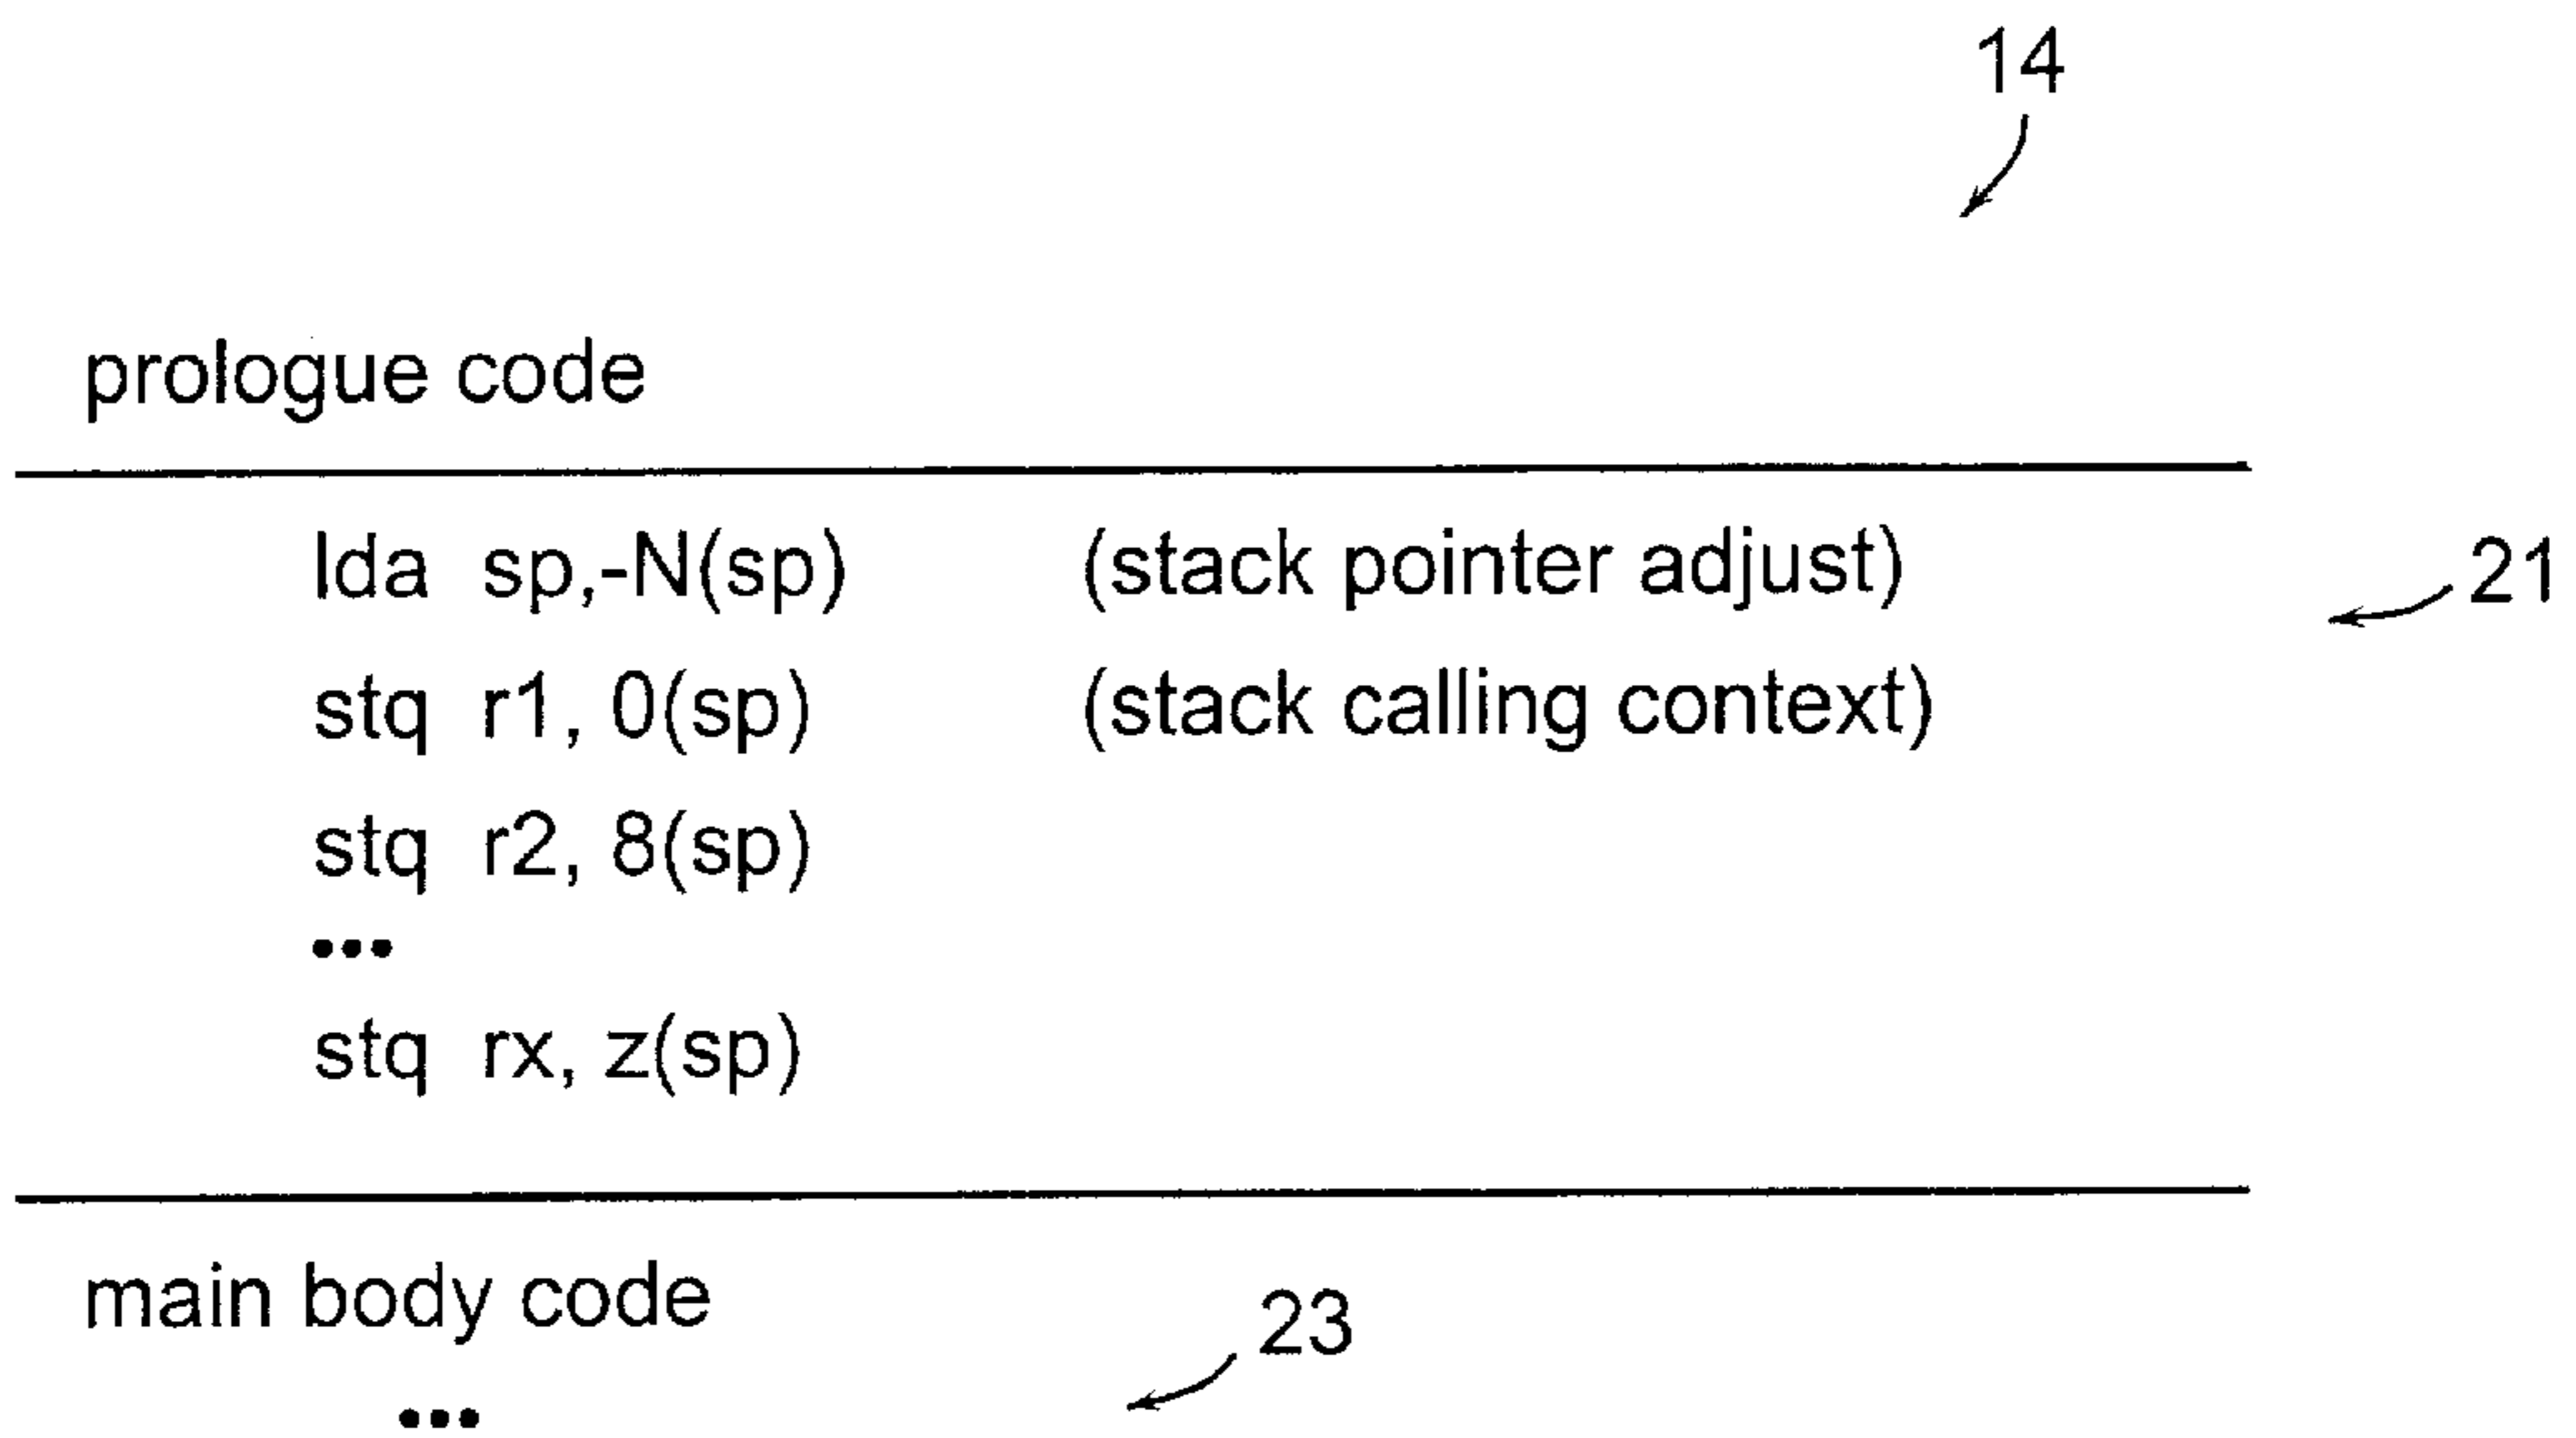 14
prologue code
lda sp,-N(sp) (stack pointer adjust)
21
stq r1, 0(sp) (stack calling context)
stq r2, 8(sp)
•••
stq rx, z(sp)
main body code
23
•••